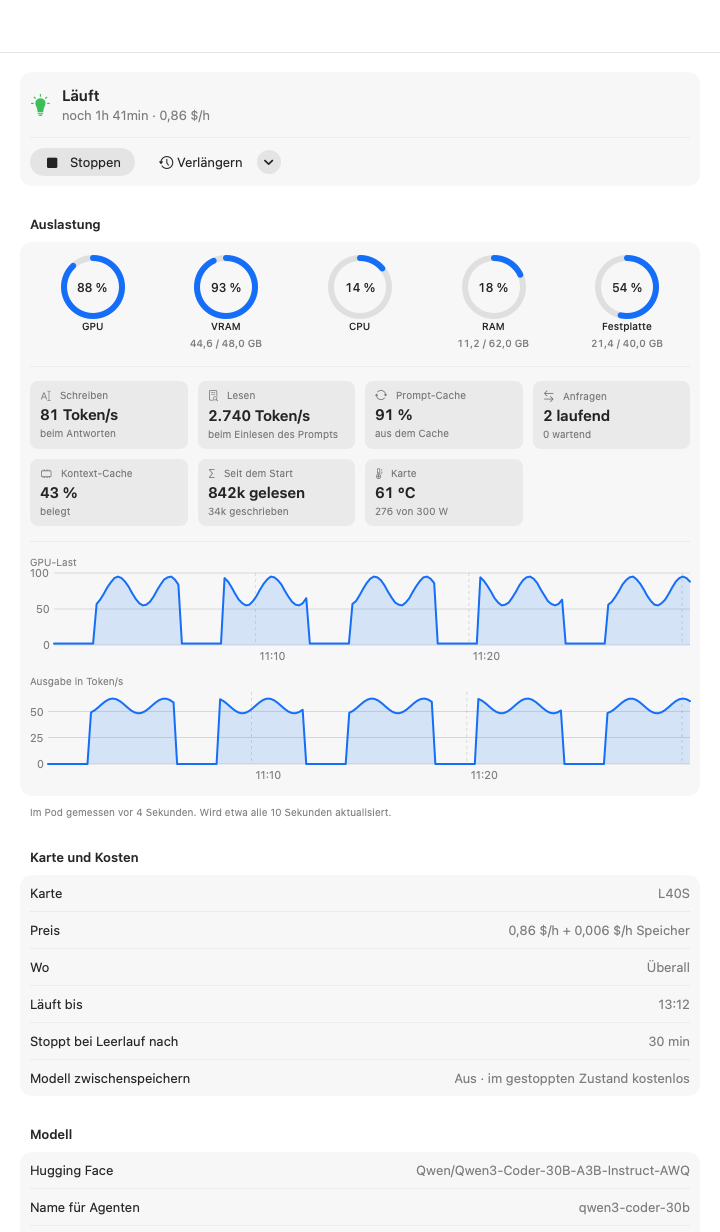 Läuft
noch 1h 41min · 0,86 $/h
Stoppen
Verlängern
Auslastung
88 %
93 %
14 %
18 %
54 %
GPU
VRAM
CPU
RAM
Festplatte
44,6 / 48,0 GB
11,2 / 62,0 GB
21,4 / 40,0 GB
Schreiben
81 Token/s
beim Antworten
Lesen
2.740 Token/s
beim Einlesen des Prompts
Prompt-Cache
91 %
aus dem Cache
Anfragen
2 laufend
0 wartend
Kontext-Cache
43 %
belegt
Seit dem Start
842k gelesen
34k geschrieben
Karte
61 °C
276 von 300 W
GPU-Last
100
50
0
11:10
11:20
Ausgabe in Token/s
50
25
0
11:10
11:20
Im Pod gemessen vor 4 Sekunden. Wird etwa alle 10 Sekunden aktualisiert.
Karte und Kosten
Karte
L40S
Preis
0,86 $/h + 0,006 $/h Speicher
Wo
Überall
Läuft bis
13:12
Stoppt bei Leerlauf nach
30 min
Modell zwischenspeichern
Aus · im gestoppten Zustand kostenlos
Modell
Hugging Face
Qwen/Qwen3-Coder-30B-A3B-Instruct-AWQ
Name für Agenten
qwen3-coder-30b